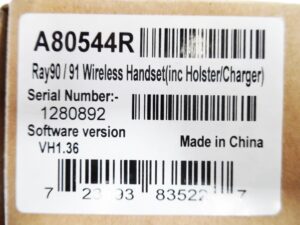 A80544R
Ray90 / 91 Wireless Handset(inc Holster/Charger)
Serial Number:-
1280892
Software version
VH1.36
Made in China